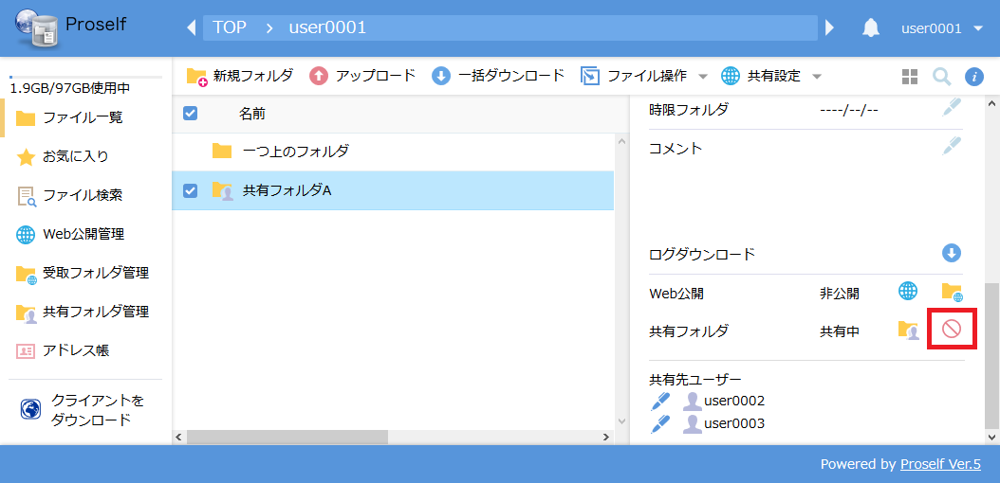 Proself
TOP > user0001
user0001
1.9GB/97GB使用中
ファイル一覧
お気に入り
ファイル検索
Web公開管理
受取フォルダ管理
共有フォルダ管理
アドレス帳
クライアントを
ダウンロード
新規フォルダ アップロード 一括ダウンロード ファイル操作 共有設定
名前
一つ上のフォルダ
共有フォルダA
時限フォルダ ----/--/--
コメント
ログダウンロード
Web公開 非公開
共有フォルダ 共有中
共有先ユーザー
user0002
user0003
Powered by Proself Ver.5